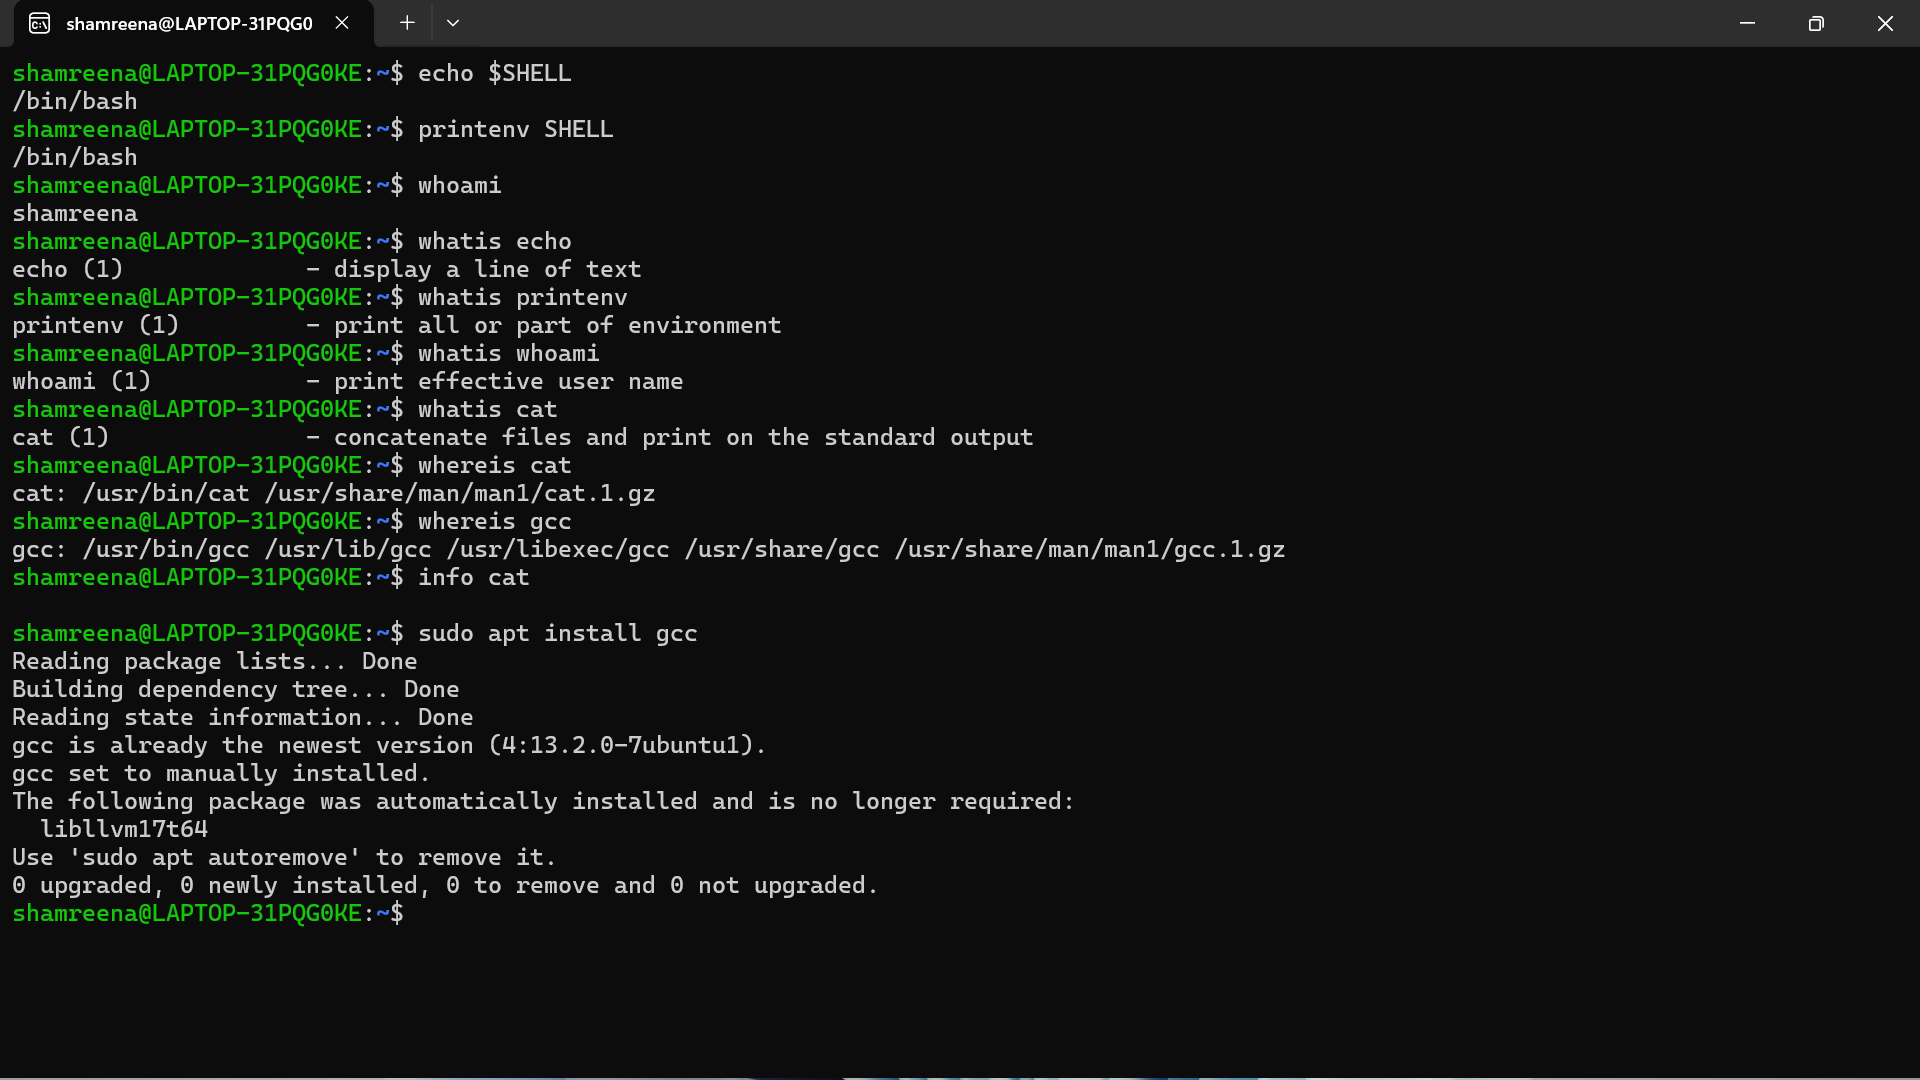 shamreena@LAPTOP-31PQG0
shamreena@LAPTOP-31PQG0KE:~$ echo $SHELL
/bin/bash
shamreena@LAPTOP-31PQG0KE:~$ printenv SHELL
/bin/bash
shamreena@LAPTOP-31PQG0KE:~$ whoami
shamreena
shamreena@LAPTOP-31PQG0KE:~$ whatis echo
echo (1)             - display a line of text
shamreena@LAPTOP-31PQG0KE:~$ whatis printenv
printenv (1)         - print all or part of environment
shamreena@LAPTOP-31PQG0KE:~$ whatis whoami
whoami (1)           - print effective user name
shamreena@LAPTOP-31PQG0KE:~$ whatis cat
cat (1)              - concatenate files and print on the standard output
shamreena@LAPTOP-31PQG0KE:~$ whereis cat
cat: /usr/bin/cat /usr/share/man/man1/cat.1.gz
shamreena@LAPTOP-31PQG0KE:~$ whereis gcc
gcc: /usr/bin/gcc /usr/lib/gcc /usr/libexec/gcc /usr/share/gcc /usr/share/man/man1/gcc.1.gz
shamreena@LAPTOP-31PQG0KE:~$ info cat
shamreena@LAPTOP-31PQG0KE:~$ sudo apt install gcc
Reading package lists... Done
Building dependency tree... Done
Reading state information... Done
gcc is already the newest version (4:13.2.0-7ubuntu1).
gcc set to manually installed.
The following package was automatically installed and is no longer required:
  libllvm17t64
Use 'sudo apt autoremove' to remove it.
0 upgraded, 0 newly installed, 0 to remove and 0 not upgraded.
shamreena@LAPTOP-31PQG0KE:~$